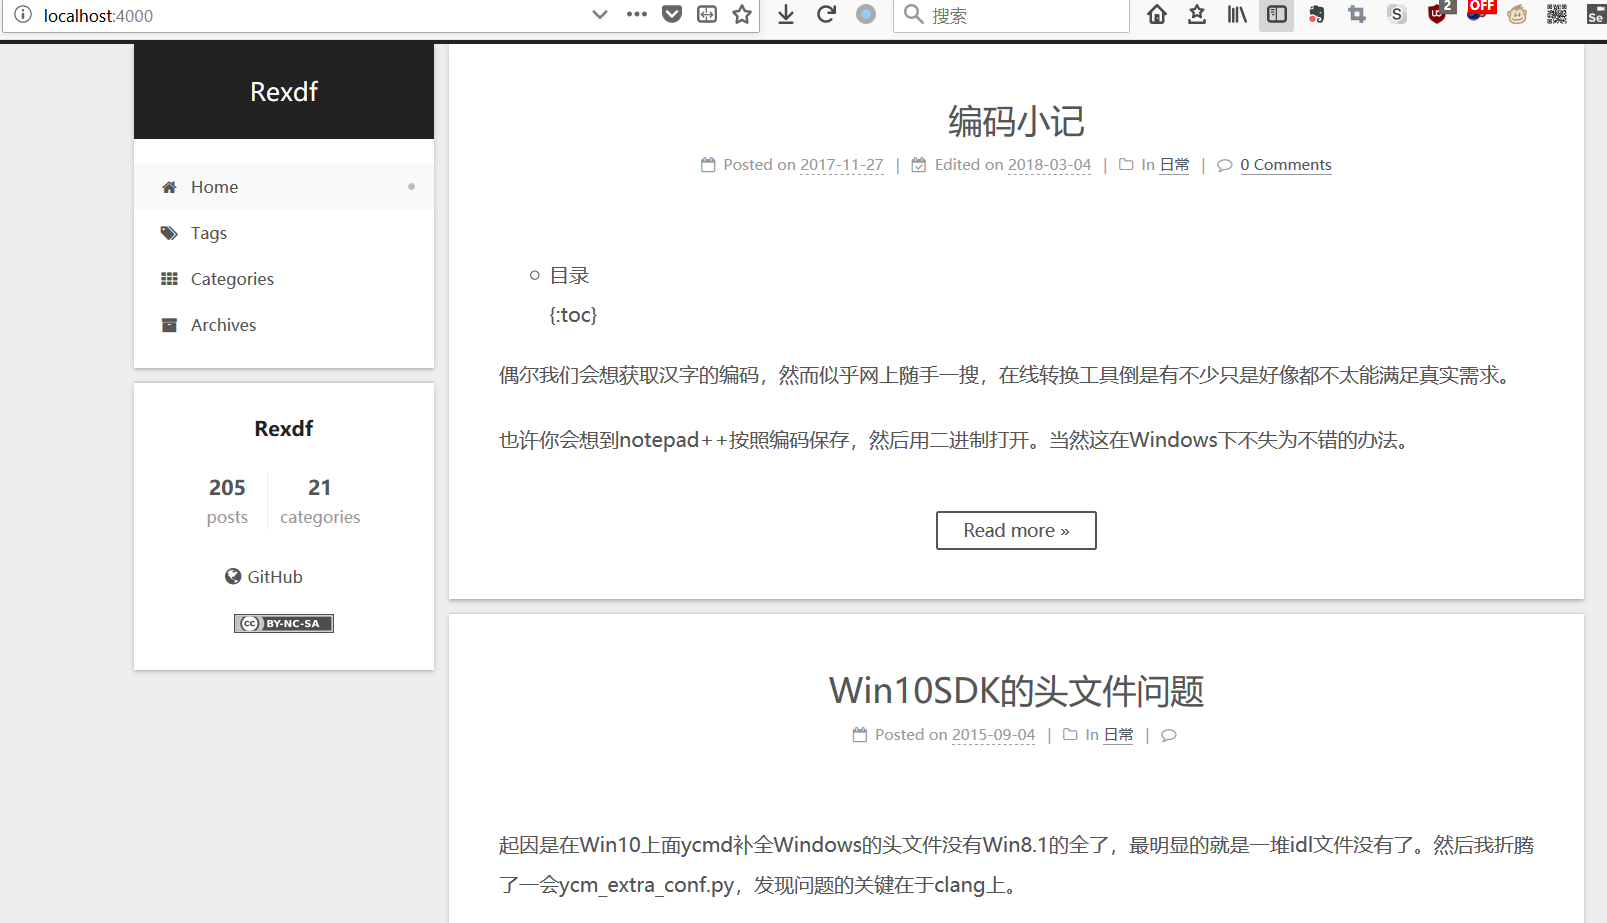 localhost:4000
搜索
2
OFF
S
Se
Rexdf
Home
Tags
Categories
Archives
Rexdf
205
posts
21
categories
GitHub
cc BY-NC-SA
编码小记
Posted on 2017-11-27 | Edited on 2018-03-04 | In 日常 | 0 Comments
目录
{:toc}
偶尔我们会想获取汉字的编码，然而似乎网上随手一搜，在线转换工具倒是有不少只是好像都不太能满足真实需求。
也许你会想到notepad++按照编码保存，然后用二进制打开。当然这在Windows下不失为不错的办法。
Read more »
Win10SDK的头文件问题
Posted on 2015-09-04 | In 日常 |
起因是在Win10上面ycmd补全Windows的头文件没有Win8.1的全了，最明显的就是一堆idl文件没有了。然后我折腾
了一会ycm_extra_conf.py，发现问题的关键在于clang上。